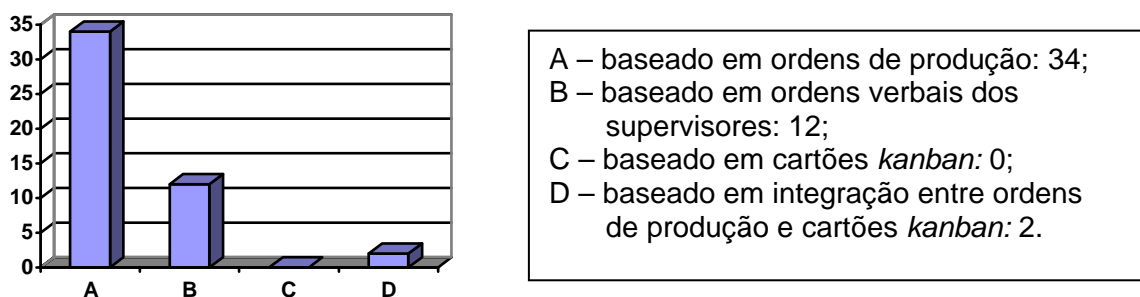 35
30
25
20
15
10
5
0
A B C D
A – baseado em ordens de produção: 34;
B – baseado em ordens verbais dos
supervisores: 12;
C – baseado em cartões kanban: 0;
D – baseado em integração entre ordens
de produção e cartões kanban: 2.